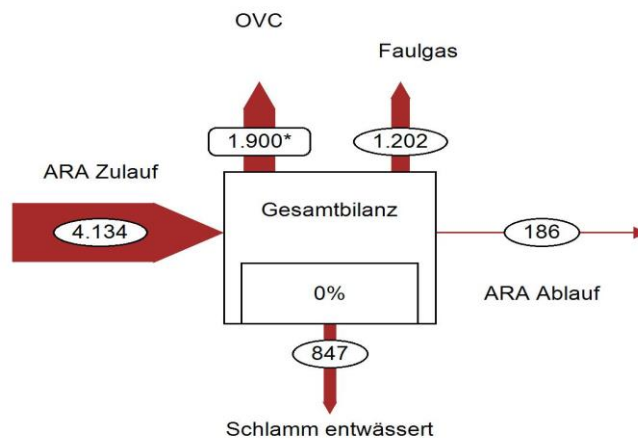 OVC
Faulgas
1.900*
1.202
ARA Zulauf
Gesamtbilanz
4.134
186
0%
ARA Ablauf
847
Schlamm entwässert